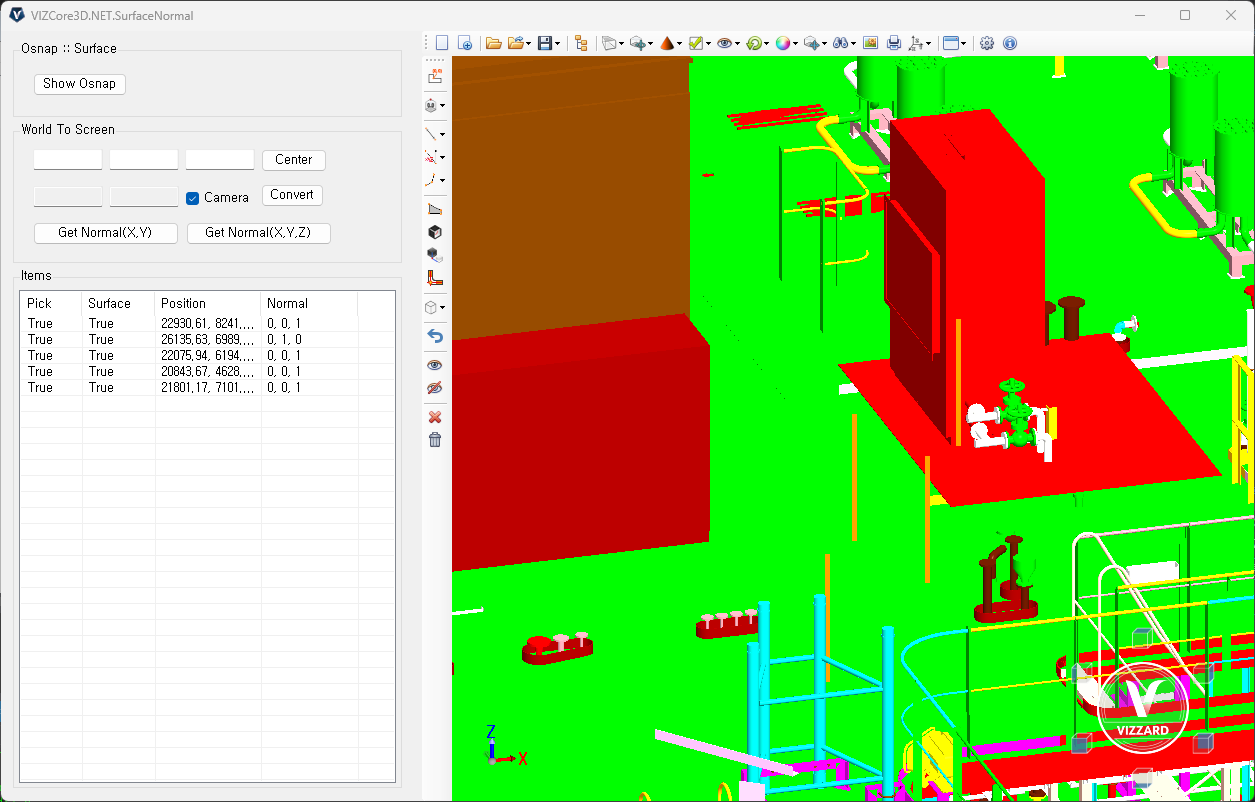 VIZCore3D.NET.SurfaceNormal
Osnap :: Surface
Show Osnap
World To Screen
Center
Camera
Convert
Get Normal(X,Y)
Get Normal(X,Y,Z)
Items
Pick Surface Position Normal
True True 22930,61, 8241,... 0, 0, 1
True True 26135,63, 6989,... 0, 1, 0
True True 22075,94, 6194,... 0, 0, 1
True True 20843,67, 4628,... 0, 0, 1
True True 21801,17, 7101,... 0, 0, 1
Z
X
VIZZARD